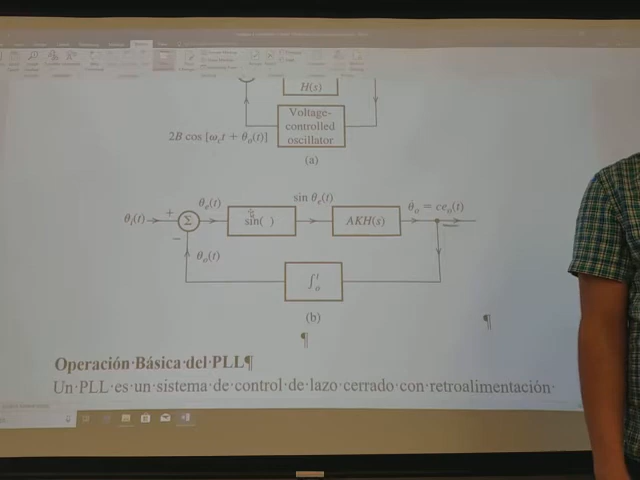 H(s)
Voltage-
controlled
oscillator
2B cos [ω_c t + θ_o(t)]
(a)
θ_i(t)
+
Σ
−
θ_e(t)
sin( )
sin θ_e(t)
AKH(s)
θ̇_o = ce_o(t)
θ_o(t)
∫_o^t
(b)
¶
¶
Operación·Básica·del·PLL¶
Un·PLL·es·un·sistema·de·control·de·lazo·cerrado·con·retroalimentación·